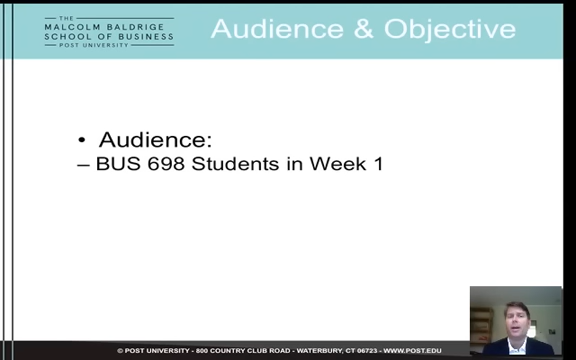 THE
MALCOLM BALDRIGE
SCHOOL OF BUSINESS
POST UNIVERSITY
Audience & Objective
• Audience:
– BUS 698 Students in Week 1
© POST UNIVERSITY - 800 COUNTRY CLUB ROAD - WATERBURY, CT 06723 - WWW.POST.EDU